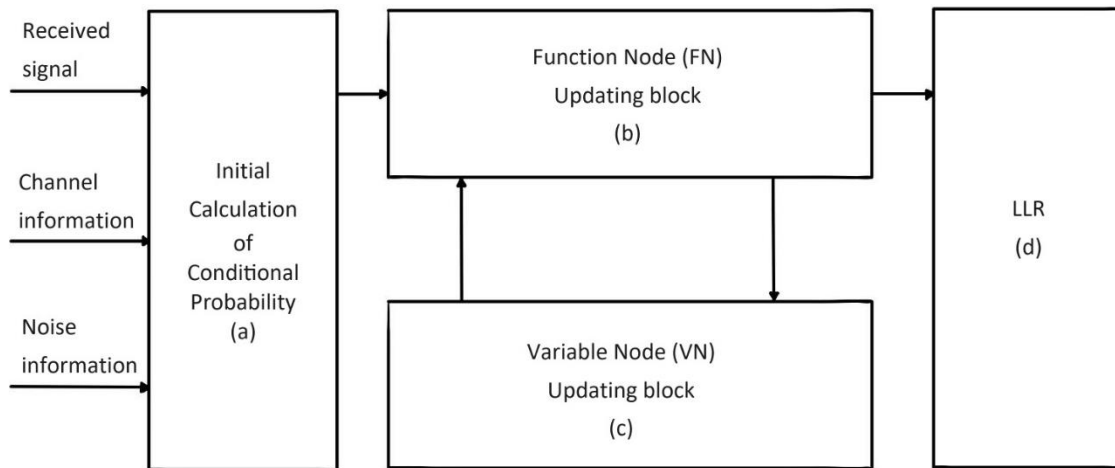 Received
signal
Channel
information
Noise
information
Initial
Calculation
of
Conditional
Probability
(a)
Function Node (FN)
Updating block
(b)
Variable Node (VN)
Updating block
(c)
LLR
(d)